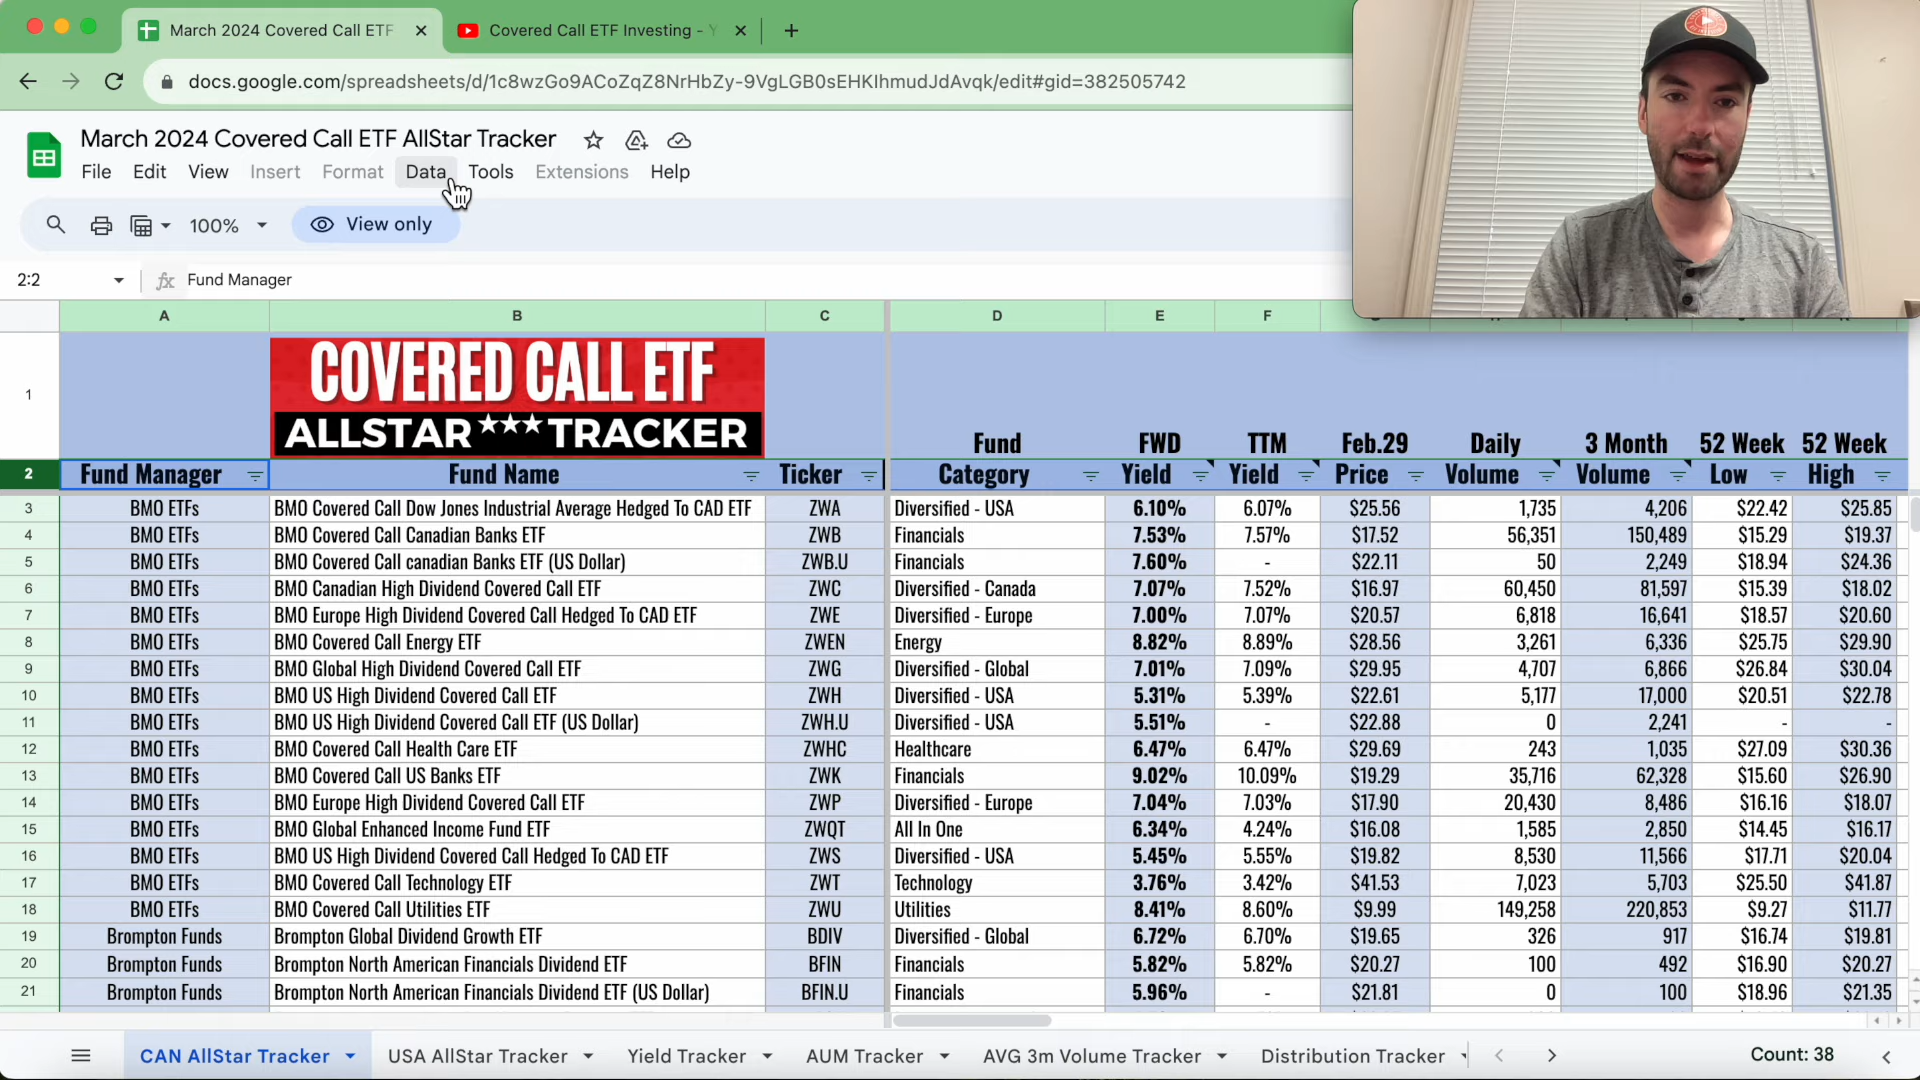 March 2024 Covered Call ETF
Covered Call ETF Investing -
docs.google.com/spreadsheets/d/1c8wzGo9ACoZqZ8NrHbZy-9VgLGB0sEHKIhmudJdAvqk/edit#gid=382505742
March 2024 Covered Call ETF AllStar Tracker
File Edit View Insert Format Data Tools Extensions Help
100% View only
2:2 fx Fund Manager
A B C D E F
1 COVERED CALL ETF
ALLSTAR ★★★ TRACKER
Fund FWD TTM Feb.29 Daily 3 Month 52 Week 52 Week
2 Fund Manager Fund Name Ticker Category Yield Yield Price Volume Volume Low High
3 BMO ETFs BMO Covered Call Dow Jones Industrial Average Hedged To CAD ETF ZWA Diversified - USA 6.10% 6.07% $25.56 1,735 4,206 $22.42 $25.85
4 BMO ETFs BMO Covered Call Canadian Banks ETF ZWB Financials 7.53% 7.57% $17.52 56,351 150,489 $15.29 $19.37
5 BMO ETFs BMO Covered Call canadian Banks ETF (US Dollar) ZWB.U Financials 7.60% - $22.11 50 2,249 $18.94 $24.36
6 BMO ETFs BMO Canadian High Dividend Covered Call ETF ZWC Diversified - Canada 7.07% 7.52% $16.97 60,450 81,597 $15.39 $18.02
7 BMO ETFs BMO Europe High Dividend Covered Call Hedged To CAD ETF ZWE Diversified - Europe 7.00% 7.07% $20.57 6,818 16,641 $18.57 $20.60
8 BMO ETFs BMO Covered Call Energy ETF ZWEN Energy 8.82% 8.89% $28.56 3,261 6,336 $25.75 $29.90
9 BMO ETFs BMO Global High Dividend Covered Call ETF ZWG Diversified - Global 7.01% 7.09% $29.95 4,707 6,866 $26.84 $30.04
10 BMO ETFs BMO US High Dividend Covered Call ETF ZWH Diversified - USA 5.31% 5.39% $22.61 5,177 17,000 $20.51 $22.78
11 BMO ETFs BMO US High Dividend Covered Call ETF (US Dollar) ZWH.U Diversified - USA 5.51% - $22.88 0 2,241 - -
12 BMO ETFs BMO Covered Call Health Care ETF ZWHC Healthcare 6.47% 6.47% $29.69 243 1,035 $27.09 $30.36
13 BMO ETFs BMO Covered Call US Banks ETF ZWK Financials 9.02% 10.09% $19.29 35,716 62,328 $15.60 $26.90
14 BMO ETFs BMO Europe High Dividend Covered Call ETF ZWP Diversified - Europe 7.04% 7.03% $17.90 20,430 8,486 $16.16 $18.07
15 BMO ETFs BMO Global Enhanced Income Fund ETF ZWQT All In One 6.34% 4.24% $16.08 1,585 2,850 $14.45 $16.17
16 BMO ETFs BMO US High Dividend Covered Call Hedged To CAD ETF ZWS Diversified - USA 5.45% 5.55% $19.82 8,530 11,566 $17.71 $20.04
17 BMO ETFs BMO Covered Call Technology ETF ZWT Technology 3.76% 3.42% $41.53 7,023 5,703 $25.50 $41.87
18 BMO ETFs BMO Covered Call Utilities ETF ZWU Utilities 8.41% 8.60% $9.99 149,258 220,853 $9.27 $11.77
19 Brompton Funds Brompton Global Dividend Growth ETF BDIV Diversified - Global 6.72% 6.70% $19.65 326 917 $16.74 $19.81
20 Brompton Funds Brompton North American Financials Dividend ETF BFIN Financials 5.82% 5.82% $20.27 100 492 $16.90 $20.27
21 Brompton Funds Brompton North American Financials Dividend ETF (US Dollar) BFIN.U Financials 5.96% - $21.81 0 100 $18.96 $21.35
CAN AllStar Tracker USA AllStar Tracker Yield Tracker AUM Tracker AVG 3m Volume Tracker Distribution Tracker Count: 38